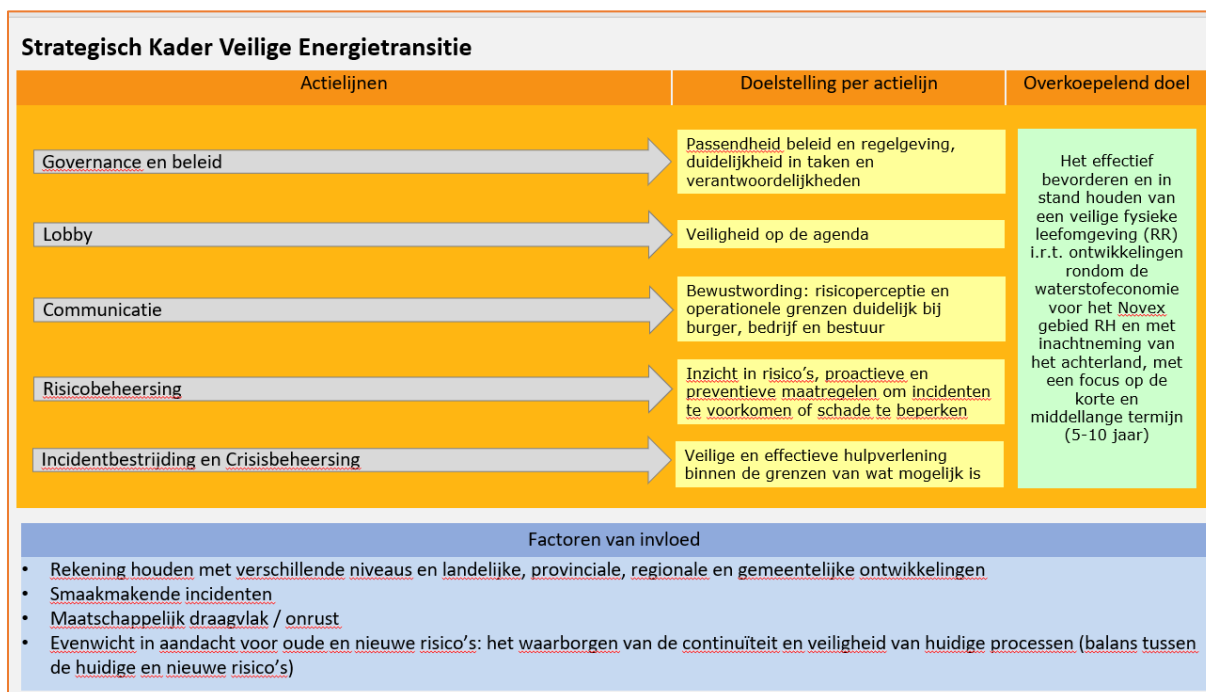 Strategisch Kader Veilige Energietransitie
Actielijnen
Doelstelling per actielijn
Overkoepelend doel
Governance en beleid
Passendheid beleid en regelgeving,
duidelijkheid in taken en
verantwoordelijkheden
Lobby
Veiligheid op de agenda
Communicatie
Bewustwording: risicoperceptie en
operationele grenzen duidelijk bij
burger, bedrijf en bestuur
Risicobeheersing
Inzicht in risico's, proactieve en
preventieve maatregelen om incidenten
te voorkomen of schade te beperken
Incidentbestrijding en Crisisbeheersing
Veilige en effectieve hulpverlening
binnen de grenzen van wat mogelijk is
Het effectief
bevorderen en in
stand houden van
een veilige fysieke
leefomgeving (RR)
i.r.t. ontwikkelingen
rondom de
waterstofeconomie
voor het Novex
gebied RH en met
inachtneming van
het achterland, met
een focus op de
korte en
middellange termijn
(5-10 jaar)
Factoren van invloed
• Rekening houden met verschillende niveaus en landelijke, provinciale, regionale en gemeentelijke ontwikkelingen
• Smaakmakende incidenten
• Maatschappelijk draagvlak / onrust
• Evenwicht in aandacht voor oude en nieuwe risico's: het waarborgen van de continuïteit en veiligheid van huidige processen (balans tussen
de huidige en nieuwe risico's)